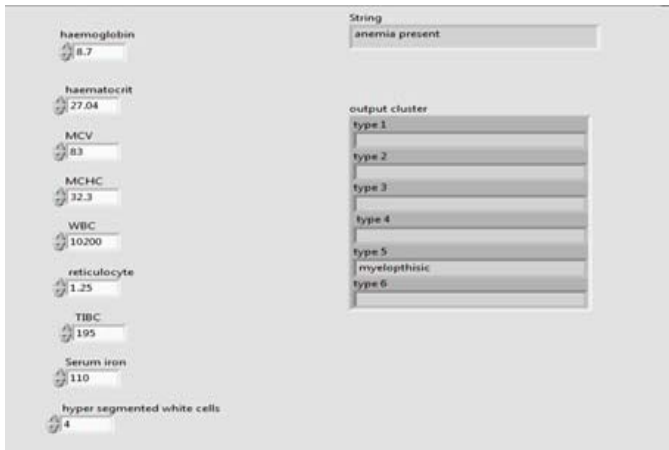 haemoglobin
8.7
haematocrit
27.04
MCV
83
MCHC
32.3
WBC
10200
reticulocyte
1.25
TIBC
195
Serum iron
110
hyper segmented white cells
4
String
anemia present
output cluster
type 1
type 2
type 3
type 4
type 5
myelopthisic
type 6